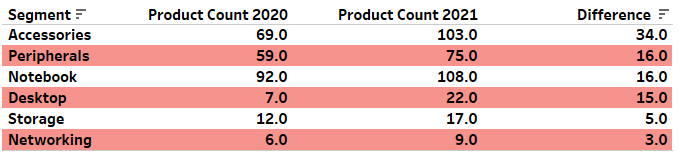 Segment Product Count 2020 Product Count 2021 Difference
Accessories 69.0 103.0 34.0
Peripherals 59.0 75.0 16.0
Notebook 92.0 108.0 16.0
Desktop 7.0 22.0 15.0
Storage 12.0 17.0 5.0
Networking 6.0 9.0 3.0